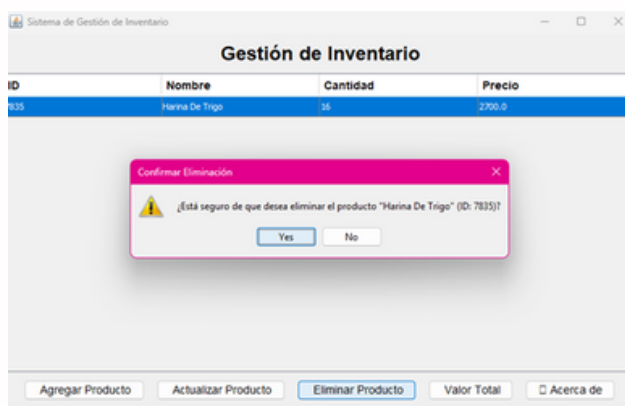 Sistema de Gestión de Inventario
Gestión de Inventario
ID Nombre Cantidad Precio
7835 Harina De Trigo 16 2700.0
Confirmar Eliminación
¿Está seguro de que desea eliminar el producto "Harina De Trigo" (ID: 7835)?
Yes No
Agregar Producto Actualizar Producto Eliminar Producto Valor Total Acerca de